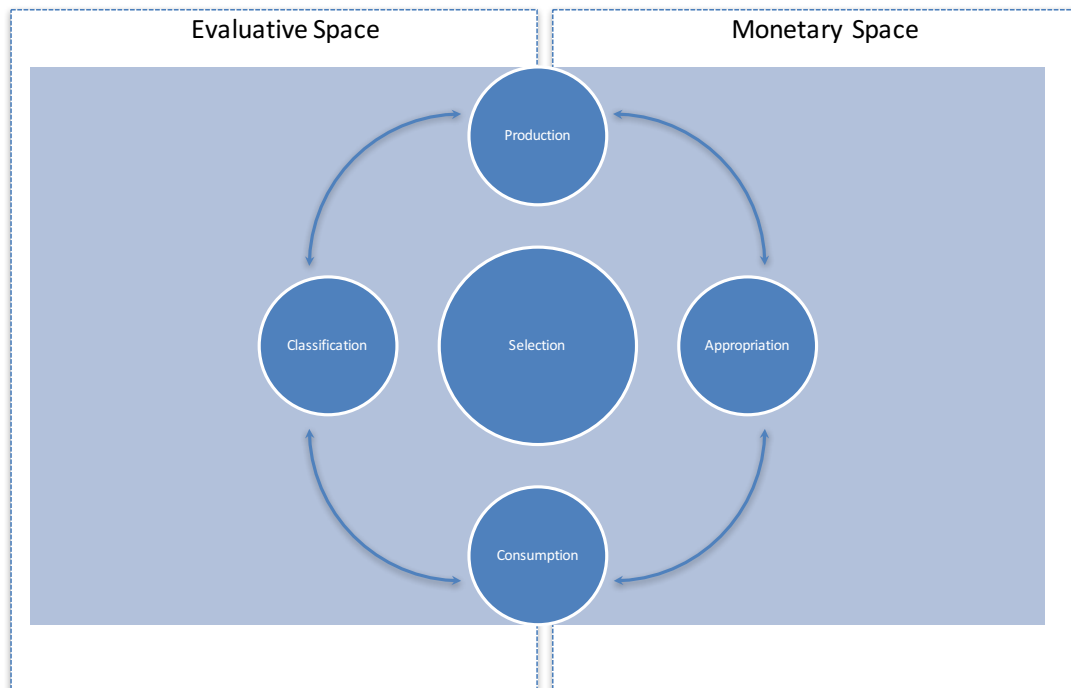 Evaluative Space
Monetary Space
Production
Classification
Selection
Appropriation
Consumption